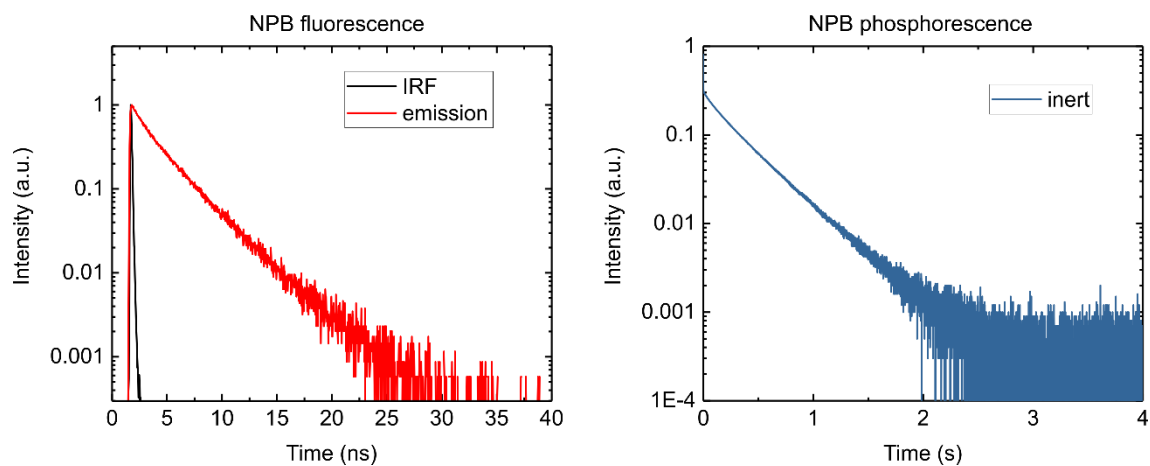 NPB fluorescence
IRF
emission
Intensity (a.u.)
1
0.1
0.01
0.001
0 5 10 15 20 25 30 35 40
Time (ns)
NPB phosphorescence
inert
Intensity (a.u.)
1
0.1
0.01
0.001
1E-4
0 1 2 3 4
Time (s)